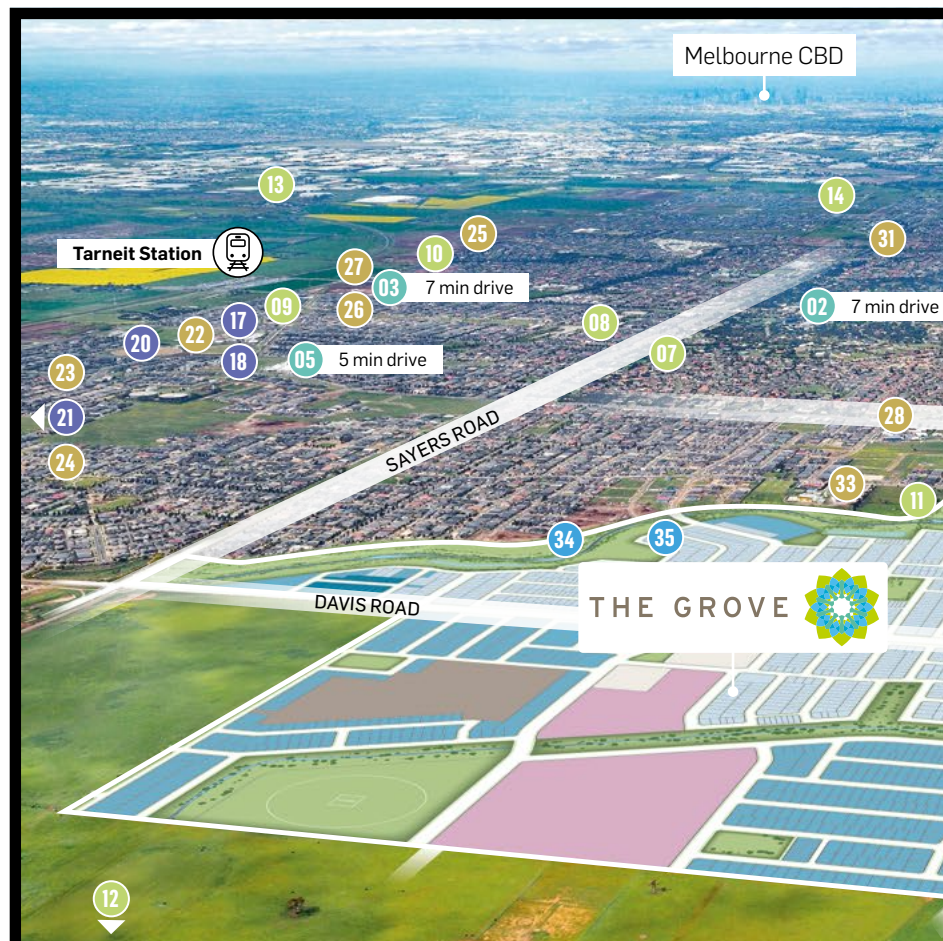 Melbourne CBD
13
14
25
31
Tarneit Station
10
27
03 7 min drive
02 7 min drive
09
26
17
08
22
20
18
05 5 min drive
07
23
21
28
SAYERS ROAD
24
33
11
34
35
DAVIS ROAD
THE GROVE
12